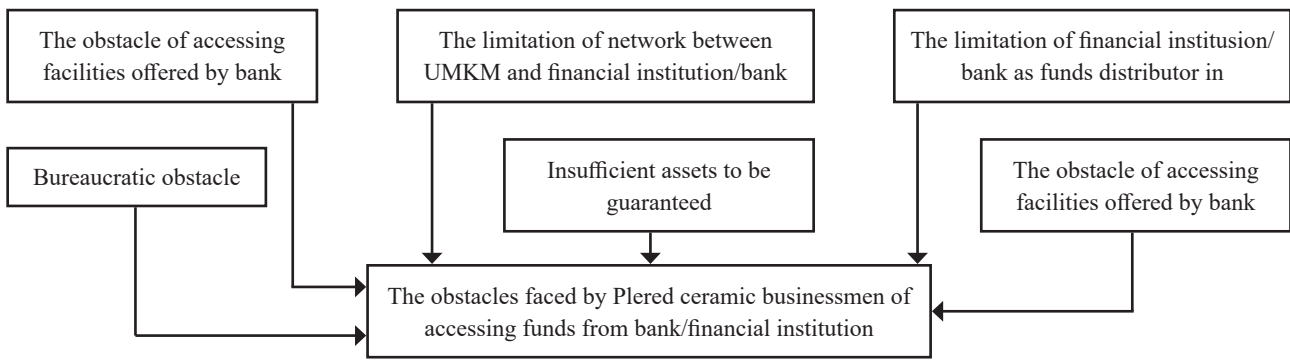 The obstacle of accessing
facilities offered by bank
The limitation of network between
UMKM and financial institution/bank
The limitation of financial institusion/
bank as funds distributor in
Bureaucratic obstacle
Insufficient assets to be
guaranteed
The obstacle of accessing
facilities offered by bank
The obstacles faced by Plered ceramic businessmen of
accessing funds from bank/financial institution